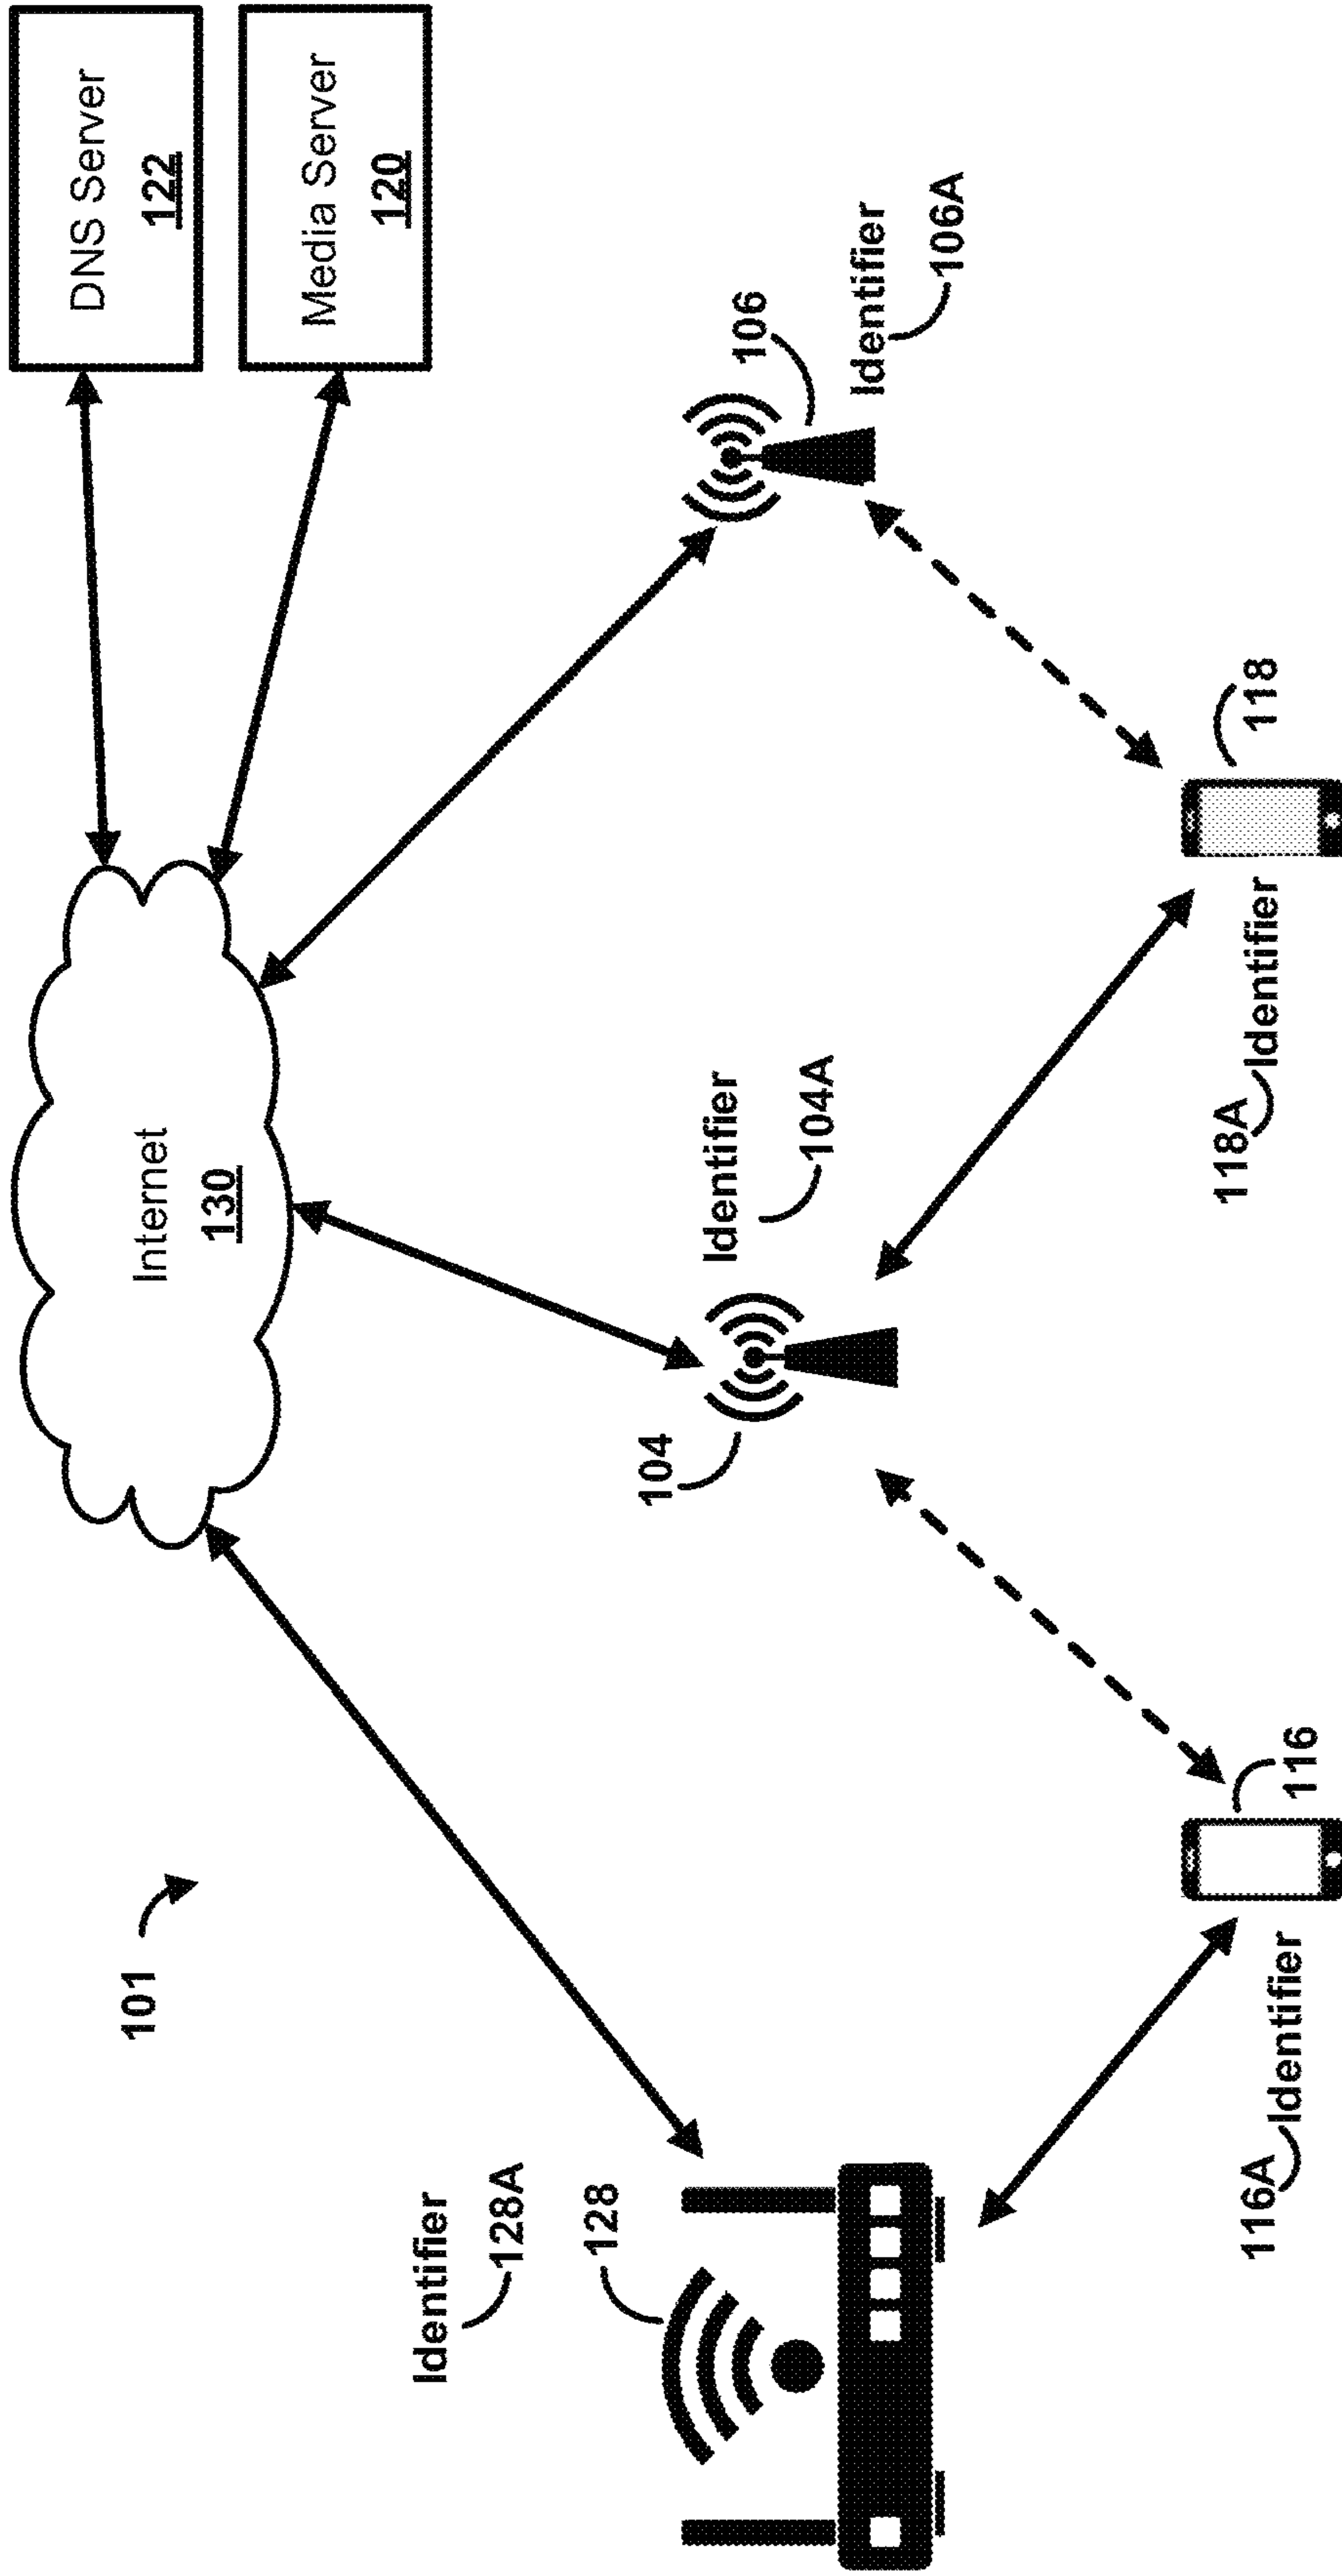 101
Internet
130
DNS Server
122
Media Server
120
Identifier
128A
128
104
Identifier
104A
106
Identifier
106A
116A
Identifier
116
118A
Identifier
118